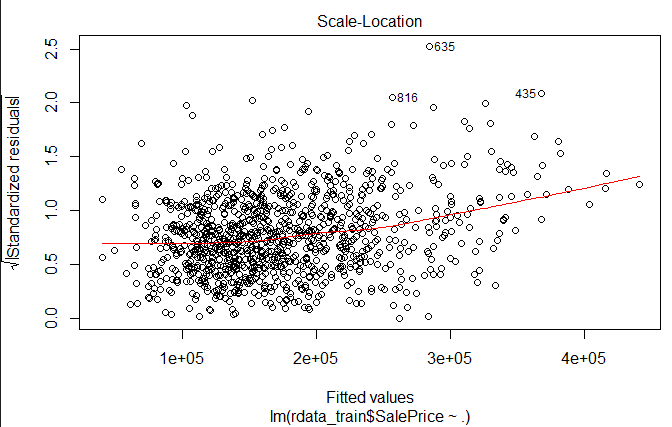 Scale-Location
√|Standardized residuals|
2.5
2.0
1.5
1.0
0.5
0.0
635
816
435
1e+05
2e+05
3e+05
4e+05
Fitted values
lm(rdata_train$SalePrice ~ .)